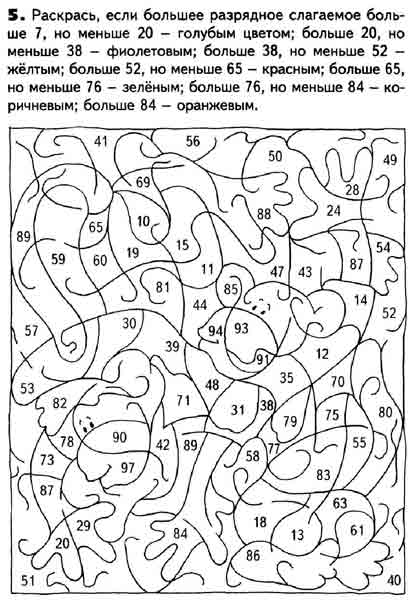 5. Раскрась, если большее разрядное слагаемое боль-
ше 7, но меньше 20 – голубым цветом; больше 20, но
меньше 38 – фиолетовым; больше 38, но меньше 52 –
жёлтым; больше 52, но меньше 65 – красным; больше 65,
но меньше 76 – зелёным; больше 76, но меньше 84 – ко-
ричневым; больше 84 – оранжевым.
41 56 50 49
69 28
10 88 24
89 65 15 54
59 60 19 11 47 43 87
81 85 14
44 52
57 30 94 93
39 91 12
53 48 35 70
82 71 31 38 75 80
78 90 42 89 79 55
73 97 58 77 83
87
29 18 63
20 84 13 61
86
51 40